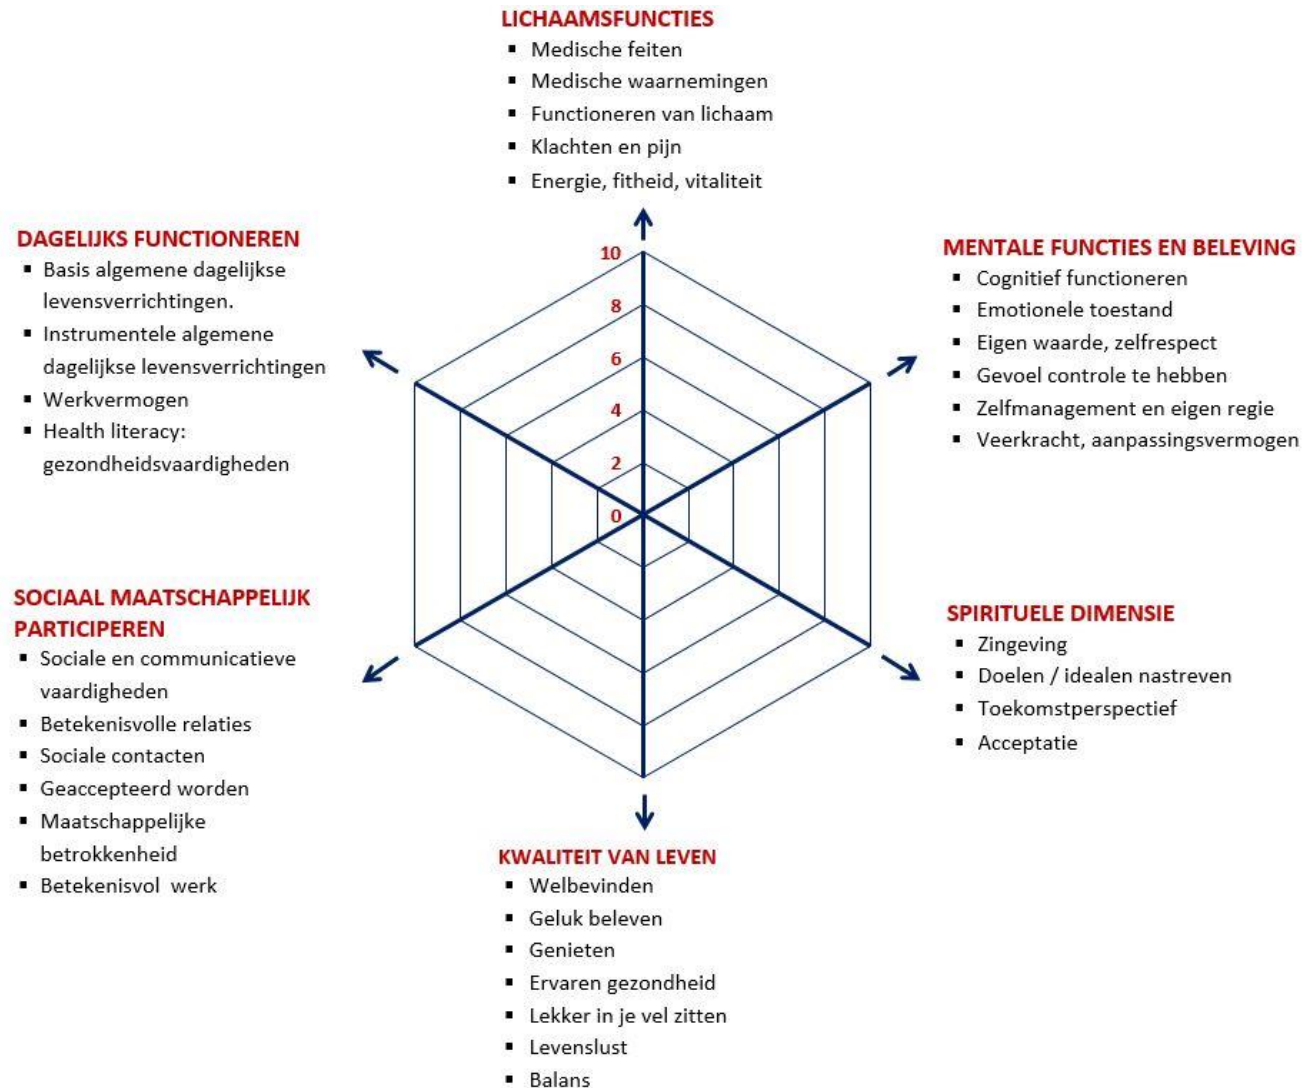 LICHAAMSFUNCTIES
▪ Medische feiten
▪ Medische waarnemingen
▪ Functioneren van lichaam
▪ Klachten en pijn
▪ Energie, fitheid, vitaliteit
DAGELIJKS FUNCTIONEREN
▪ Basis algemene dagelijkse
levensverrichtingen.
▪ Instrumentele algemene
dagelijkse levensverrichtingen
▪ Werkvermogen
▪ Health literacy:
gezondheidsvaardigheden
10
8
6
4
2
0
MENTALE FUNCTIES EN BELEVING
▪ Cognitief functioneren
▪ Emotionele toestand
▪ Eigen waarde, zelfrespect
▪ Gevoel controle te hebben
▪ Zelfmanagement en eigen regie
▪ Veerkracht, aanpassingsvermogen
SOCIAAL MAATSCHAPPELIJK
PARTICIPEREN
▪ Sociale en communicatieve
vaardigheden
▪ Betekenisvolle relaties
▪ Sociale contacten
▪ Geaccepteerd worden
▪ Maatschappelijke
betrokkenheid
▪ Betekenisvol werk
SPIRITUELE DIMENSIE
▪ Zingeving
▪ Doelen / idealen nastreven
▪ Toekomstperspectief
▪ Acceptatie
KWALITEIT VAN LEVEN
▪ Welbevinden
▪ Geluk beleven
▪ Genieten
▪ Ervaren gezondheid
▪ Lekker in je vel zitten
▪ Levenslust
▪ Balans